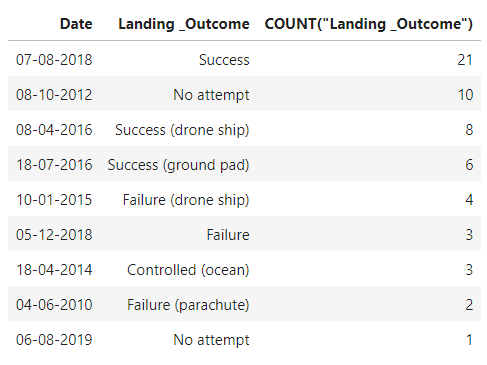 Date Landing _Outcome COUNT("Landing _Outcome")
07-08-2018 Success 21
08-10-2012 No attempt 10
08-04-2016 Success (drone ship) 8
18-07-2016 Success (ground pad) 6
10-01-2015 Failure (drone ship) 4
05-12-2018 Failure 3
18-04-2014 Controlled (ocean) 3
04-06-2010 Failure (parachute) 2
06-08-2019 No attempt 1